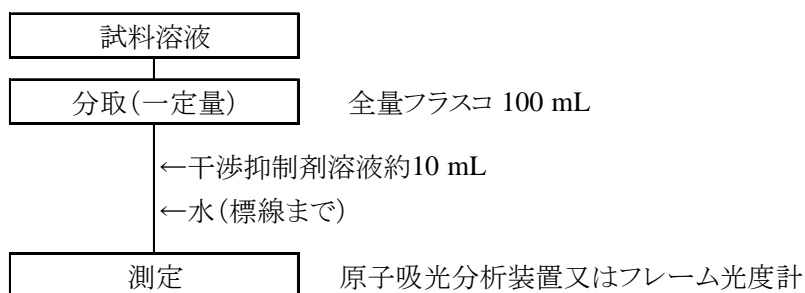 試料溶液
分取(一定量) 全量フラスコ 100 mL
←干渉抑制剤溶液約10 mL
←水(標線まで)
測定 原子吸光分析装置又はフレーム光度計